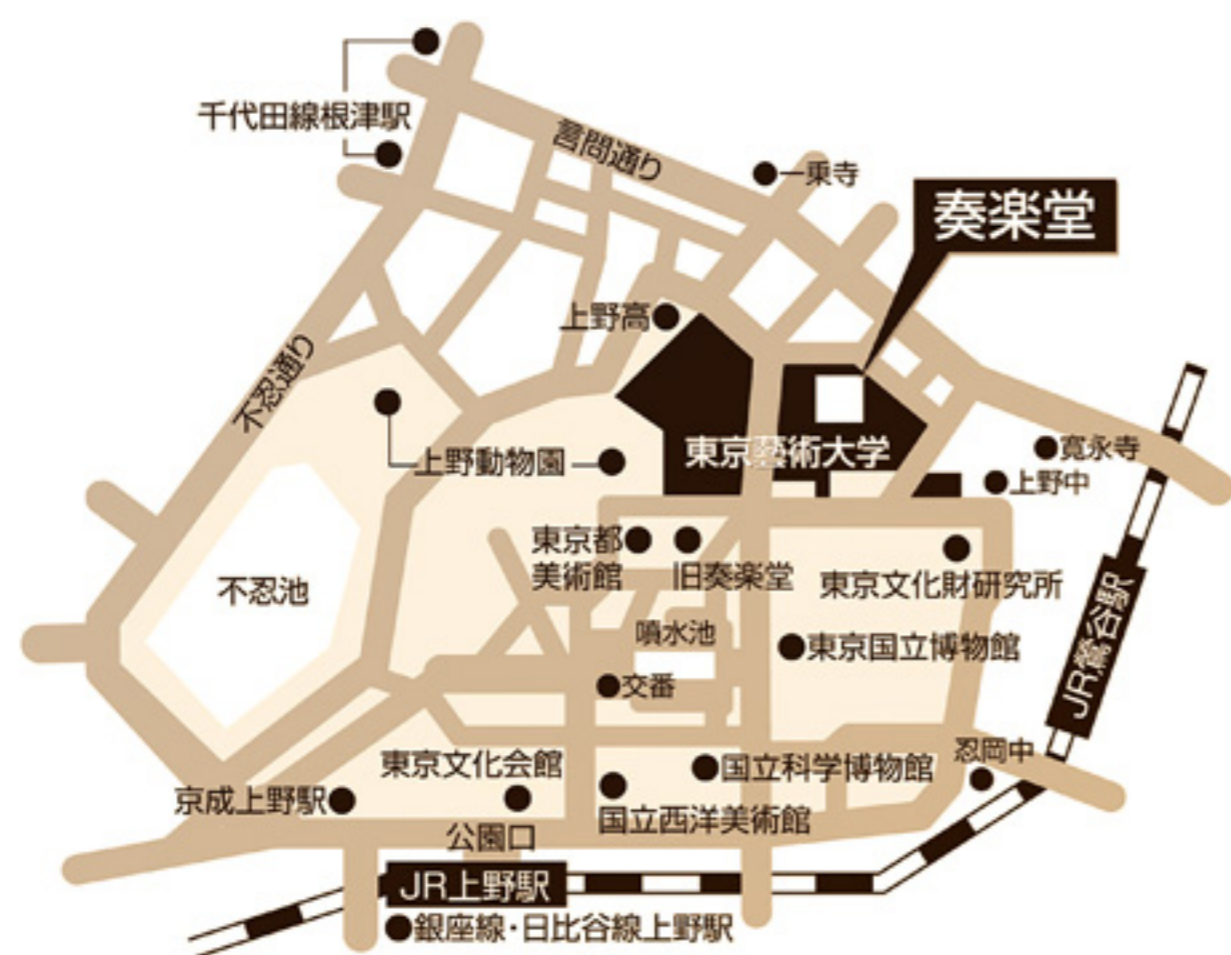 千代田線根津駅
言問通り
一乗寺
奏楽堂
上野高
不忍通り
東京藝術大学
寛永寺
上野動物園
上野中
東京都
美術館
旧奏楽堂
東京文化財研究所
不忍池
噴水池
東京国立博物館
JR鶯谷駅
交番
東京文化会館
国立科学博物館
忍岡中
京成上野駅
国立西洋美術館
公園口
JR上野駅
銀座線・日比谷線上野駅